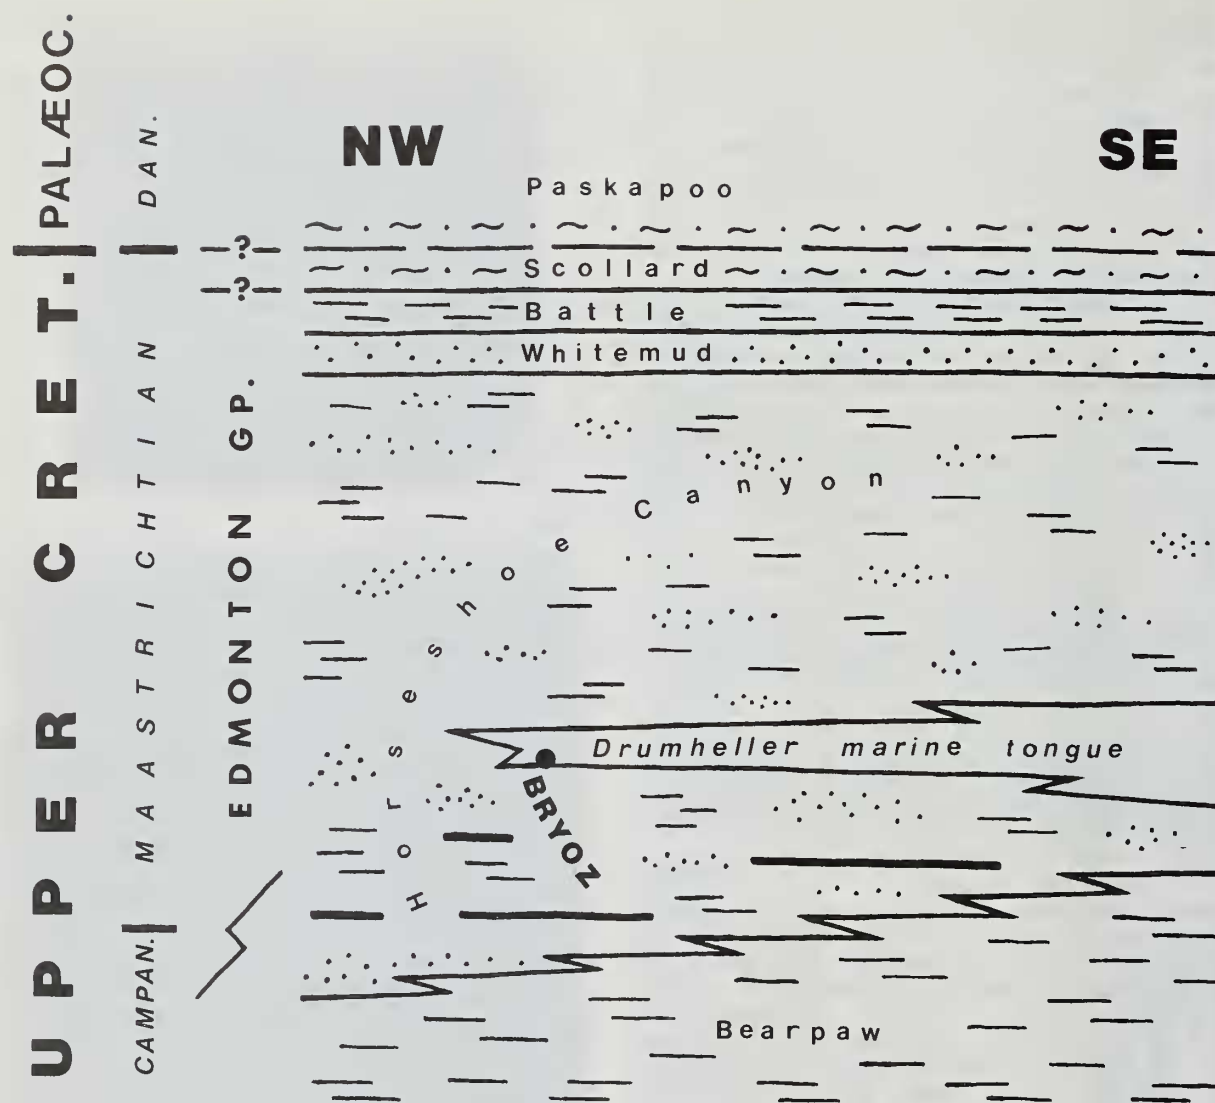 PALÆOC.
UPPER CRET.
DAN.
MAASTRICHTIAN
CAMPAN.
-?-
-?-
EDMONTON GP.
NW
SE
Paskapoo
Scollard
Battle
Whitemud
Horseshoe Canyon
Drumheller marine tongue
BRYOZ
Bearpaw